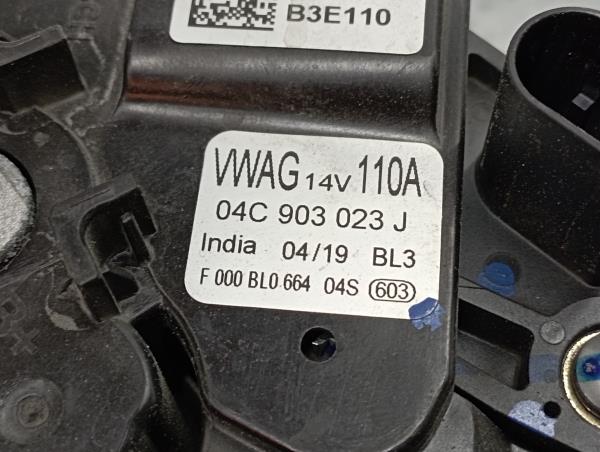 B3E110
VWAG 14V 110A
04C 903 023 J
India 04/19 BL3
F 000 BL0 664 04S 603